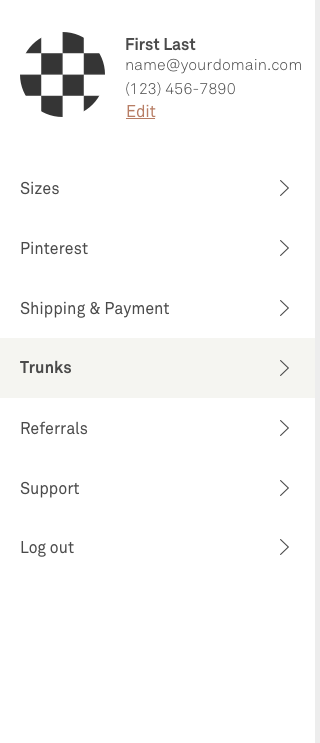 First Last
name@yourdomain.com
(123) 456-7890
Edit
Sizes
Pinterest
Shipping & Payment
Trunks
Referrals
Support
Log out